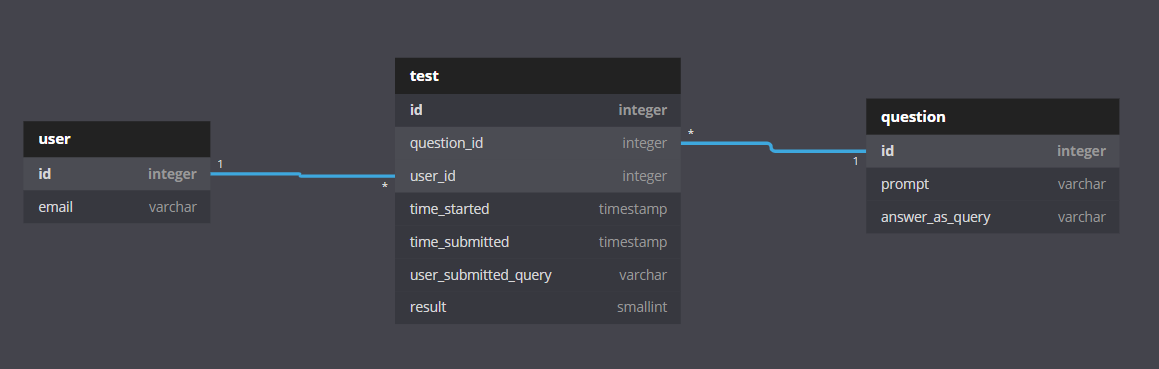 user
id integer
email varchar
1
*
test
id integer
question_id integer
user_id integer
time_started timestamp
time_submitted timestamp
user_submitted_query varchar
result smallint
*
1
question
id integer
prompt varchar
answer_as_query varchar